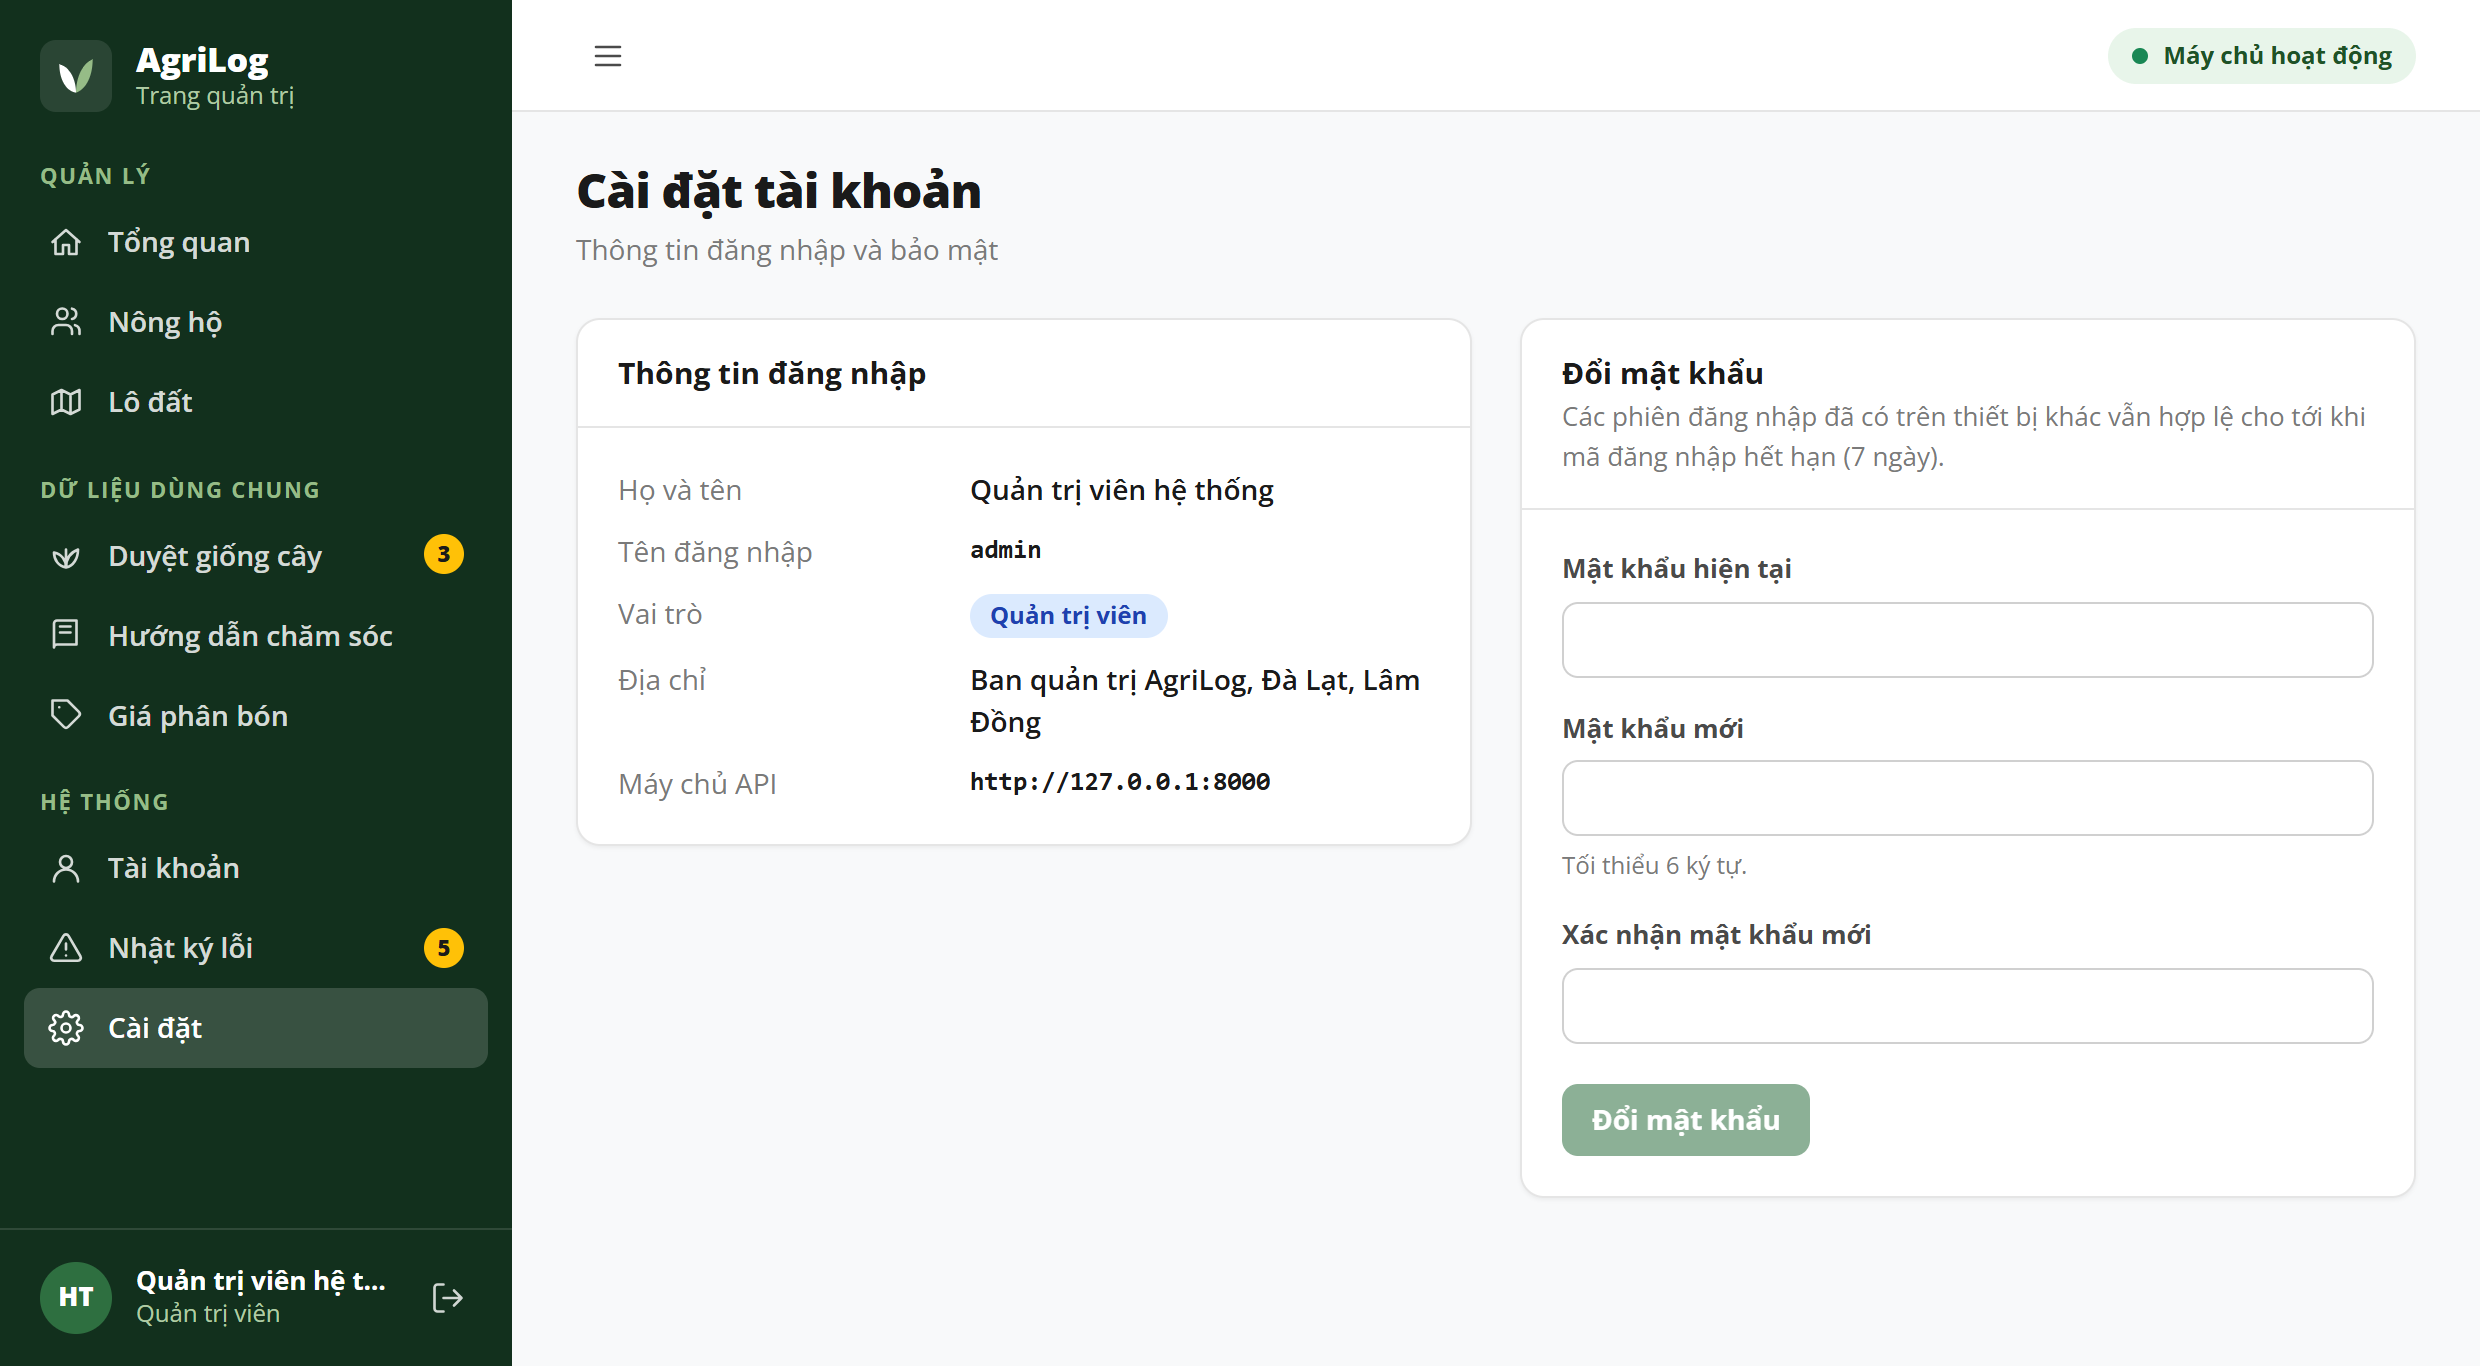 AgriLog
Trang quản trị
QUẢN LÝ
Tổng quan
Nông hộ
Lô đất
DỮ LIỆU DÙNG CHUNG
Duyệt giống cây
3
Hướng dẫn chăm sóc
Giá phân bón
HỆ THỐNG
Tài khoản
Nhật ký lỗi
5
Cài đặt
HT
Quản trị viên hệ t...
Quản trị viên
Máy chủ hoạt động
Cài đặt tài khoản
Thông tin đăng nhập và bảo mật
Thông tin đăng nhập
Họ và tên
Quản trị viên hệ thống
Tên đăng nhập
admin
Vai trò
Quản trị viên
Địa chỉ
Ban quản trị AgriLog, Đà Lạt, Lâm
Đồng
Máy chủ API
http://127.0.0.1:8000
Đổi mật khẩu
Các phiên đăng nhập đã có trên thiết bị khác vẫn hợp lệ cho tới khi
mã đăng nhập hết hạn (7 ngày).
Mật khẩu hiện tại
Mật khẩu mới
Tối thiểu 6 ký tự.
Xác nhận mật khẩu mới
Đổi mật khẩu